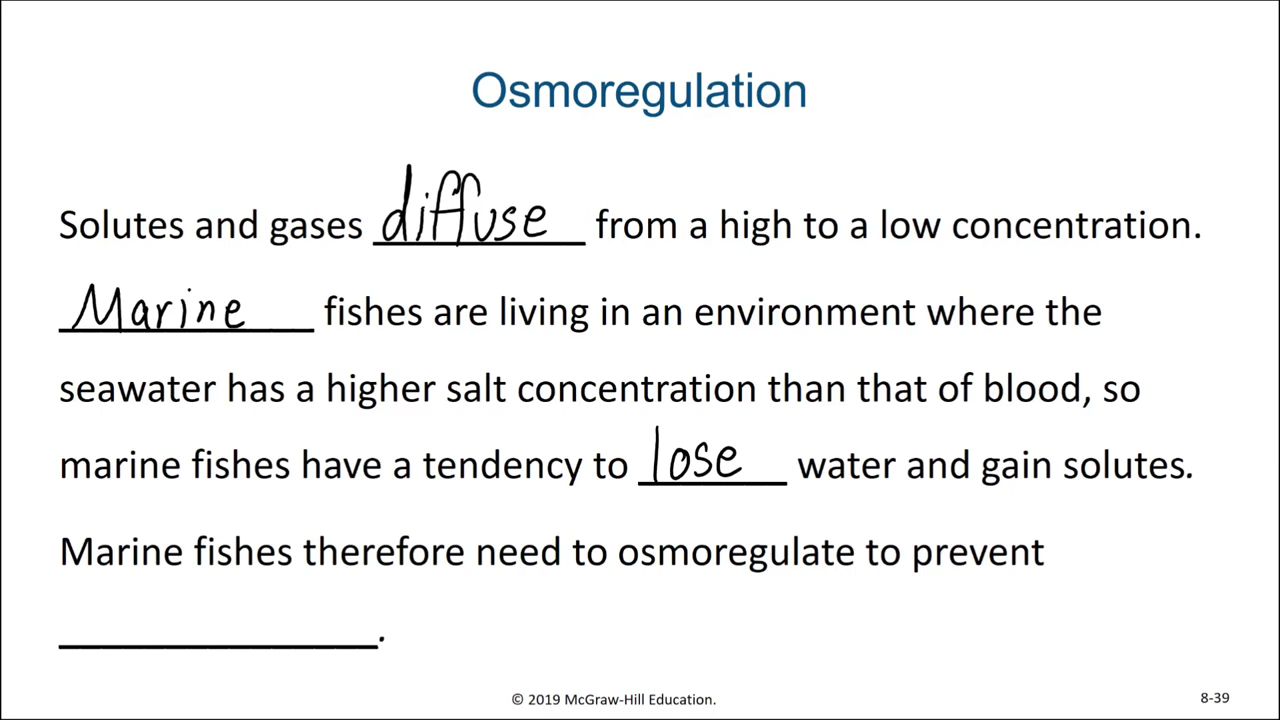 Osmoregulation
Solutes and gases diffuse from a high to a low concentration.
Marine fishes are living in an environment where the
seawater has a higher salt concentration than that of blood, so
marine fishes have a tendency to lose water and gain solutes.
Marine fishes therefore need to osmoregulate to prevent
_______________.
© 2019 McGraw-Hill Education.
8-39